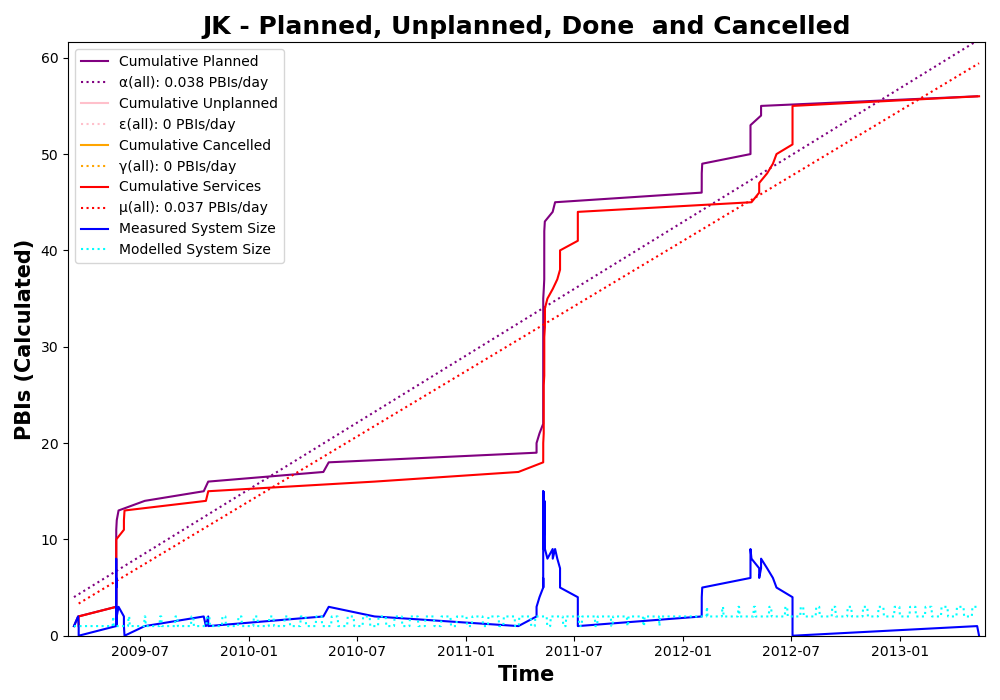 JK - Planned, Unplanned, Done  and Cancelled
Cumulative Planned
α(all): 0.038 PBIs/day
Cumulative Unplanned
ε(all): 0 PBIs/day
Cumulative Cancelled
γ(all): 0 PBIs/day
Cumulative Services
μ(all): 0.037 PBIs/day
Measured System Size
Modelled System Size
PBIs (Calculated)
60
50
40
30
20
10
0
2009-07 2010-01 2010-07 2011-01 2011-07 2012-01 2012-07 2013-01
Time